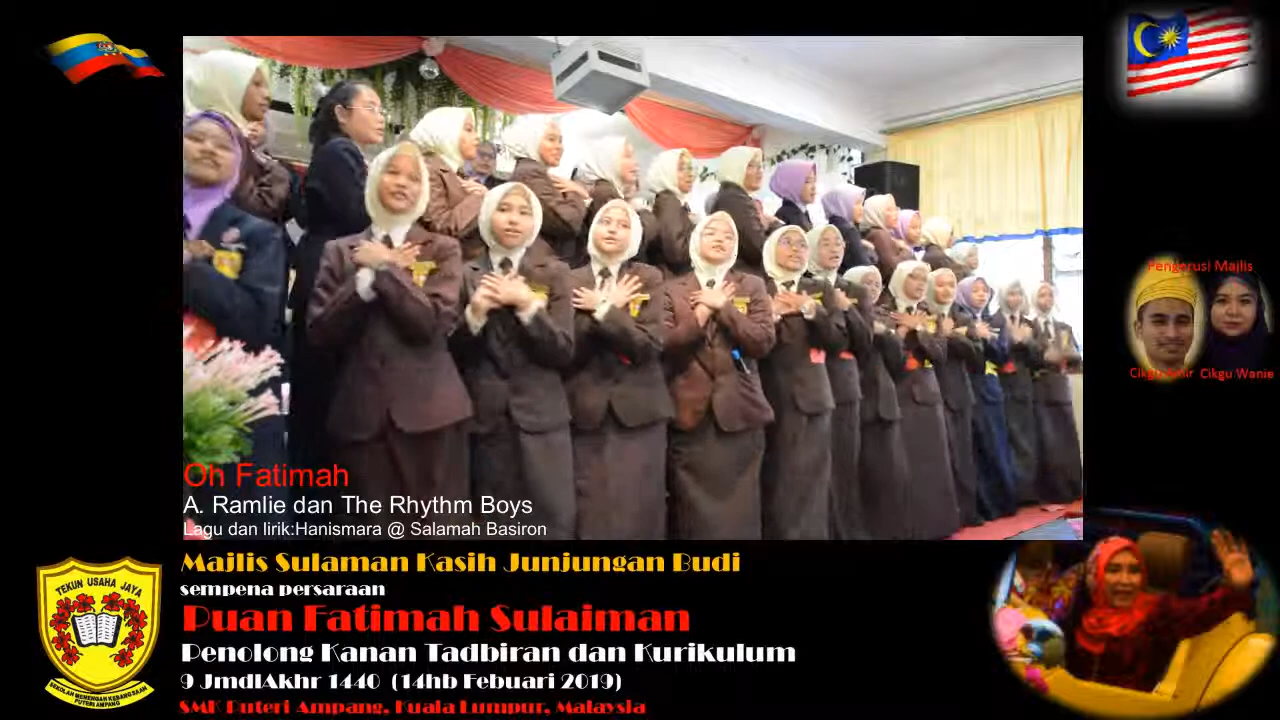 Pengerusi Majlis
Cikgu Amir Cikgu Wanie
Oh Fatimah
A. Ramlie dan The Rhythm Boys
Lagu dan lirik:Hanismara @ Salamah Basiron
Majlis Sulaman Kasih Junjungan Budi
sempena persaraan
Puan Fatimah Sulaiman
Penolong Kanan Tadbiran dan Kurikulum
9 JmdlAkhr 1440 (14hb Febuari 2019)
SMK Puteri Ampang, Kuala Lumpur, Malaysia
TEKUN USAHA JAYA
SEKOLAH MENENGAH KEBANGSAAN
PUTERI AMPANG